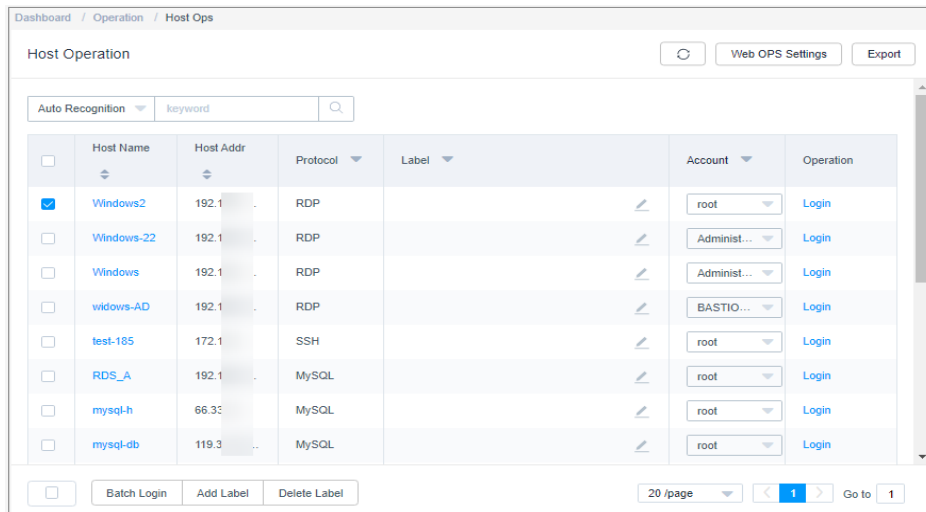 Dashboard / Operation / Host Ops
Host Operation
Web OPS Settings
Export
Auto Recognition
keyword
Host Name Host Addr Protocol Label Account Operation
Windows2 192.1 . RDP root Login
Windows-22 192.1 . RDP Administ... Login
Windows 192.1 . RDP Administ... Login
widows-AD 192.1 . RDP BASTIO... Login
test-185 172.1 SSH root Login
RDS_A 192.1 . MySQL root Login
mysql-h 66.33 MySQL root Login
mysql-db 119.3 .. MySQL root Login
Batch Login Add Label Delete Label 20 /page 1 Go to 1